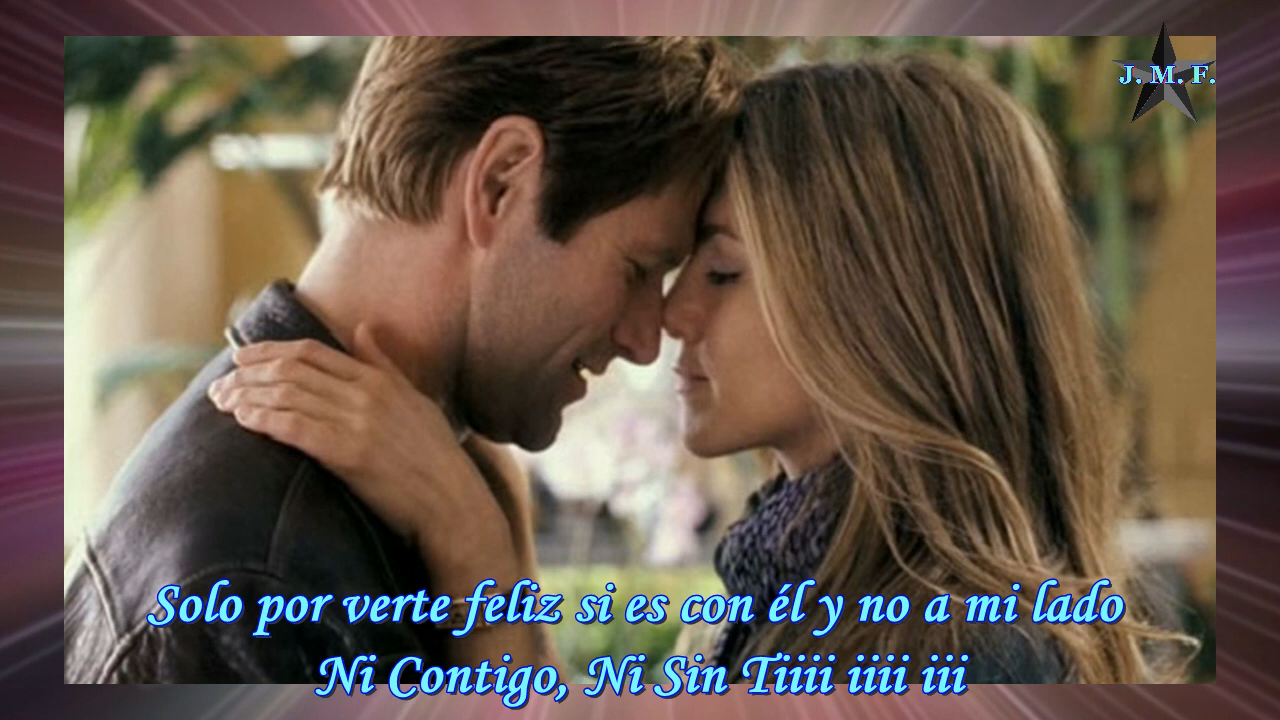 J. M. F.
Solo por verte feliz si es con él y no a mi lado
Ni Contigo, Ni Sin Tiiii iiii iii